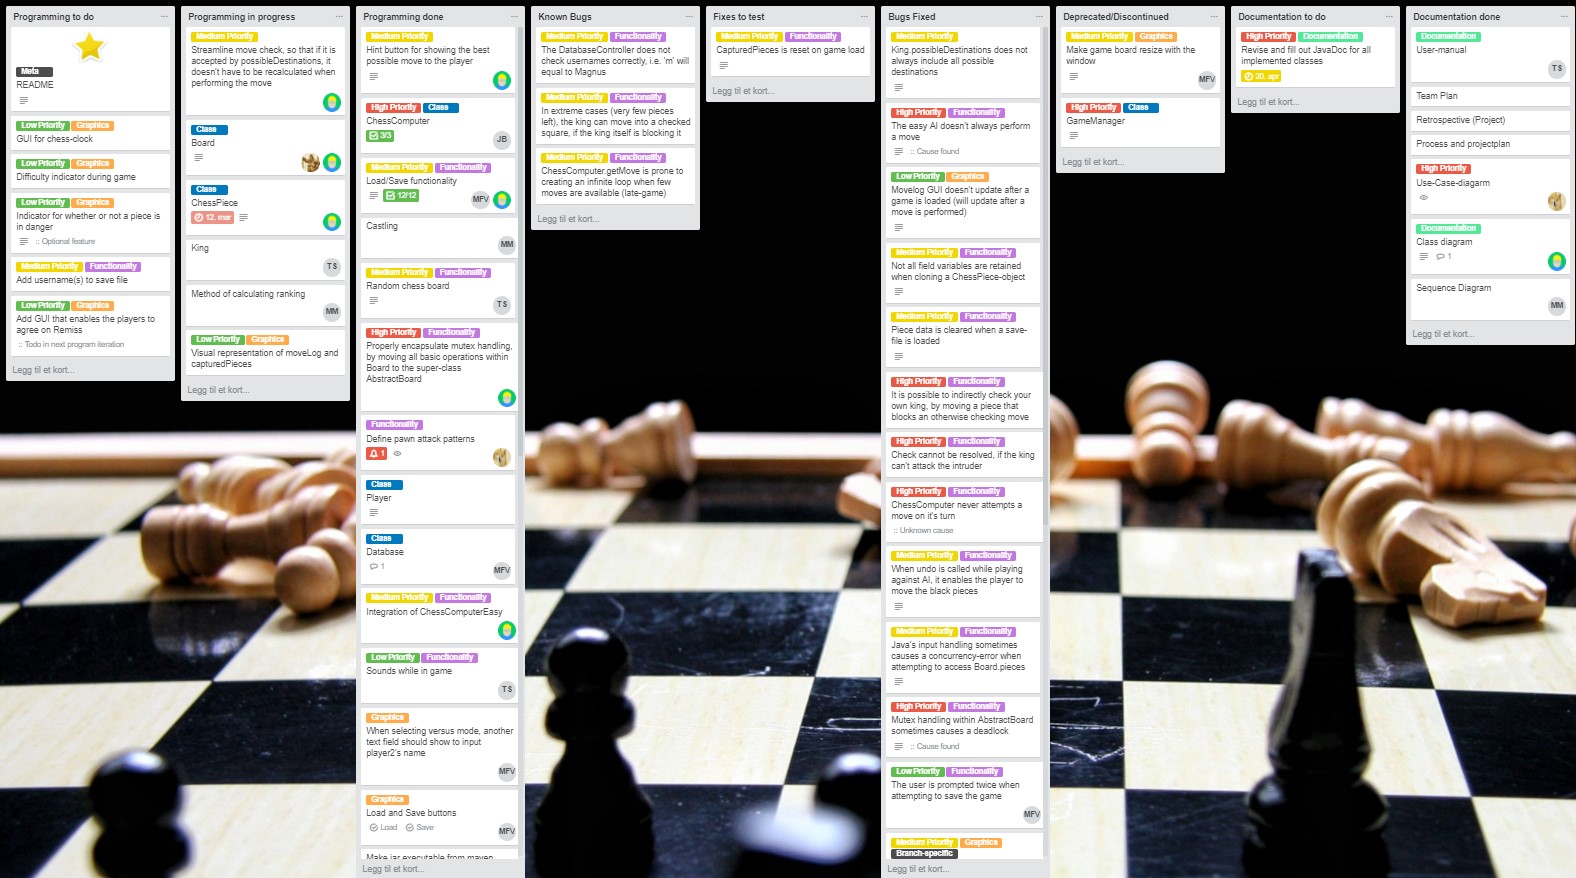 Programming to do
Meta
README
Low Priority Graphics
GUI for chess-clock
Low Priority Graphics
Difficulty indicator during game
Low Priority Graphics
Indicator for whether or not a piece is
in danger
:: Optional feature
Medium Priority Functionality
Add username(s) to save file
Low Priority Graphics
Add GUI that enables the players to
agree on Remiss
:: Todo in next program iteration
Legg til et kort...
Programming in progress
Medium Priority
Streamline move check, so that if it is
accepted by possibleDestinations, it
doesn't have to be recalculated when
performing the move
Class
Board
Class
ChessPiece
12. mar
King
TS
Method of calculating ranking
MM
Low Priority Graphics
Visual representation of moveLog and
capturedPieces
Legg til et kort...
Programming done
Medium Priority
Hint button for showing the best
possible move to the player
High Priority Class
ChessComputer
3/3
JB
Medium Priority Functionality
Load/Save functionality
12/12
MFV
Castling
MM
Medium Priority Functionality
Random chess board
TS
High Priority Functionality
Properly encapsulate mutex handling,
by moving all basic operations within
Board to the super-class
AbstractBoard
Functionality
Define pawn attack patterns
1
Class
Player
Class
Database
1
MFV
Medium Priority Functionality
Integration of ChessComputerEasy
Low Priority Functionality
Sounds while in game
TS
Graphics
When selecting versus mode, another
text field should show to input
player2's name
MFV
Graphics
Load and Save buttons
Load Save
MFV
Make jar executable from maven
Legg til et kort...
Known Bugs
Medium Priority Functionality
The DatabaseController does not
check usernames correctly, i.e. 'm' will
equal to Magnus
Medium Priority Functionality
In extreme cases (very few pieces
left), the king can move into a checked
square, if the king itself is blocking it
Medium Priority Functionality
ChessComputer.getMove is prone to
creating an infinite loop when few
moves are available (late-game)
Legg til et kort...
Fixes to test
Medium Priority Functionality
CapturedPieces is reset on game load
Legg til et kort...
Bugs Fixed
Medium Priority
King.possibleDestinations does not
always include all possible
destinations
High Priority Functionality
The easy AI doesn't always perform
a move
:: Cause found
Low Priority Graphics
Movelog GUI doesn't update after a
game is loaded (will update after a
move is performed)
Medium Priority Functionality
Not all field variables are retained
when cloning a ChessPiece-object
Medium Priority Functionality
Piece data is cleared when a save-
file is loaded
High Priority Functionality
It is possible to indirectly check your
own king, by moving a piece that
blocks an otherwise checking move
High Priority Functionality
Check cannot be resolved, if the king
can't attack the intruder
High Priority Functionality
ChessComputer never attempts a
move on it's turn
:: Unknown cause
Medium Priority Functionality
When undo is called while playing
against AI, it enables the player to
move the black pieces
Medium Priority Functionality
Java's input handling sometimes
causes a concurrency-error when
attempting to access Board.pieces
High Priority Functionality
Mutex handling within AbstractBoard
sometimes causes a deadlock
:: Cause found
Low Priority Functionality
The user is prompted twice when
attempting to save the game
MFV
Medium Priority Graphics
Branch-specific
Legg til et kort...
Deprecated/Discontinued
Medium Priority Graphics
Make game board resize with the
window
MFV
High Priority Class
GameManager
Legg til et kort...
Documentation to do
High Priority Documentation
Revise and fill out JavaDoc for all
implemented classes
30. apr
Legg til et kort...
Documentation done
Documentation
User-manual
TS
Team Plan
Retrospective (Project)
Process and projectplan
High Priority
Use-Case-diagarm
Documentation
Class diagram
1
Sequence Diagram
MM
Legg til et kort...